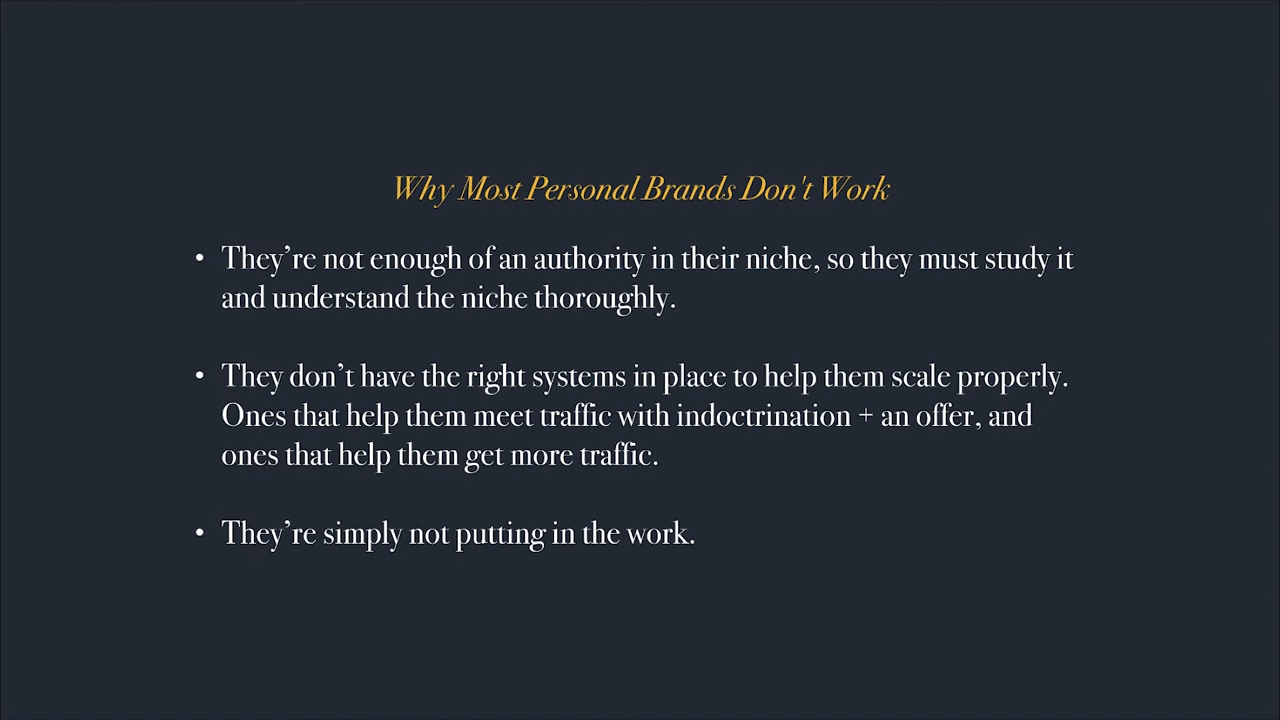 Why Most Personal Brands Don't Work
• They’re not enough of an authority in their niche, so they must study it
and understand the niche thoroughly.
• They don’t have the right systems in place to help them scale properly.
Ones that help them meet traffic with indoctrination + an offer, and
ones that help them get more traffic.
• They’re simply not putting in the work.